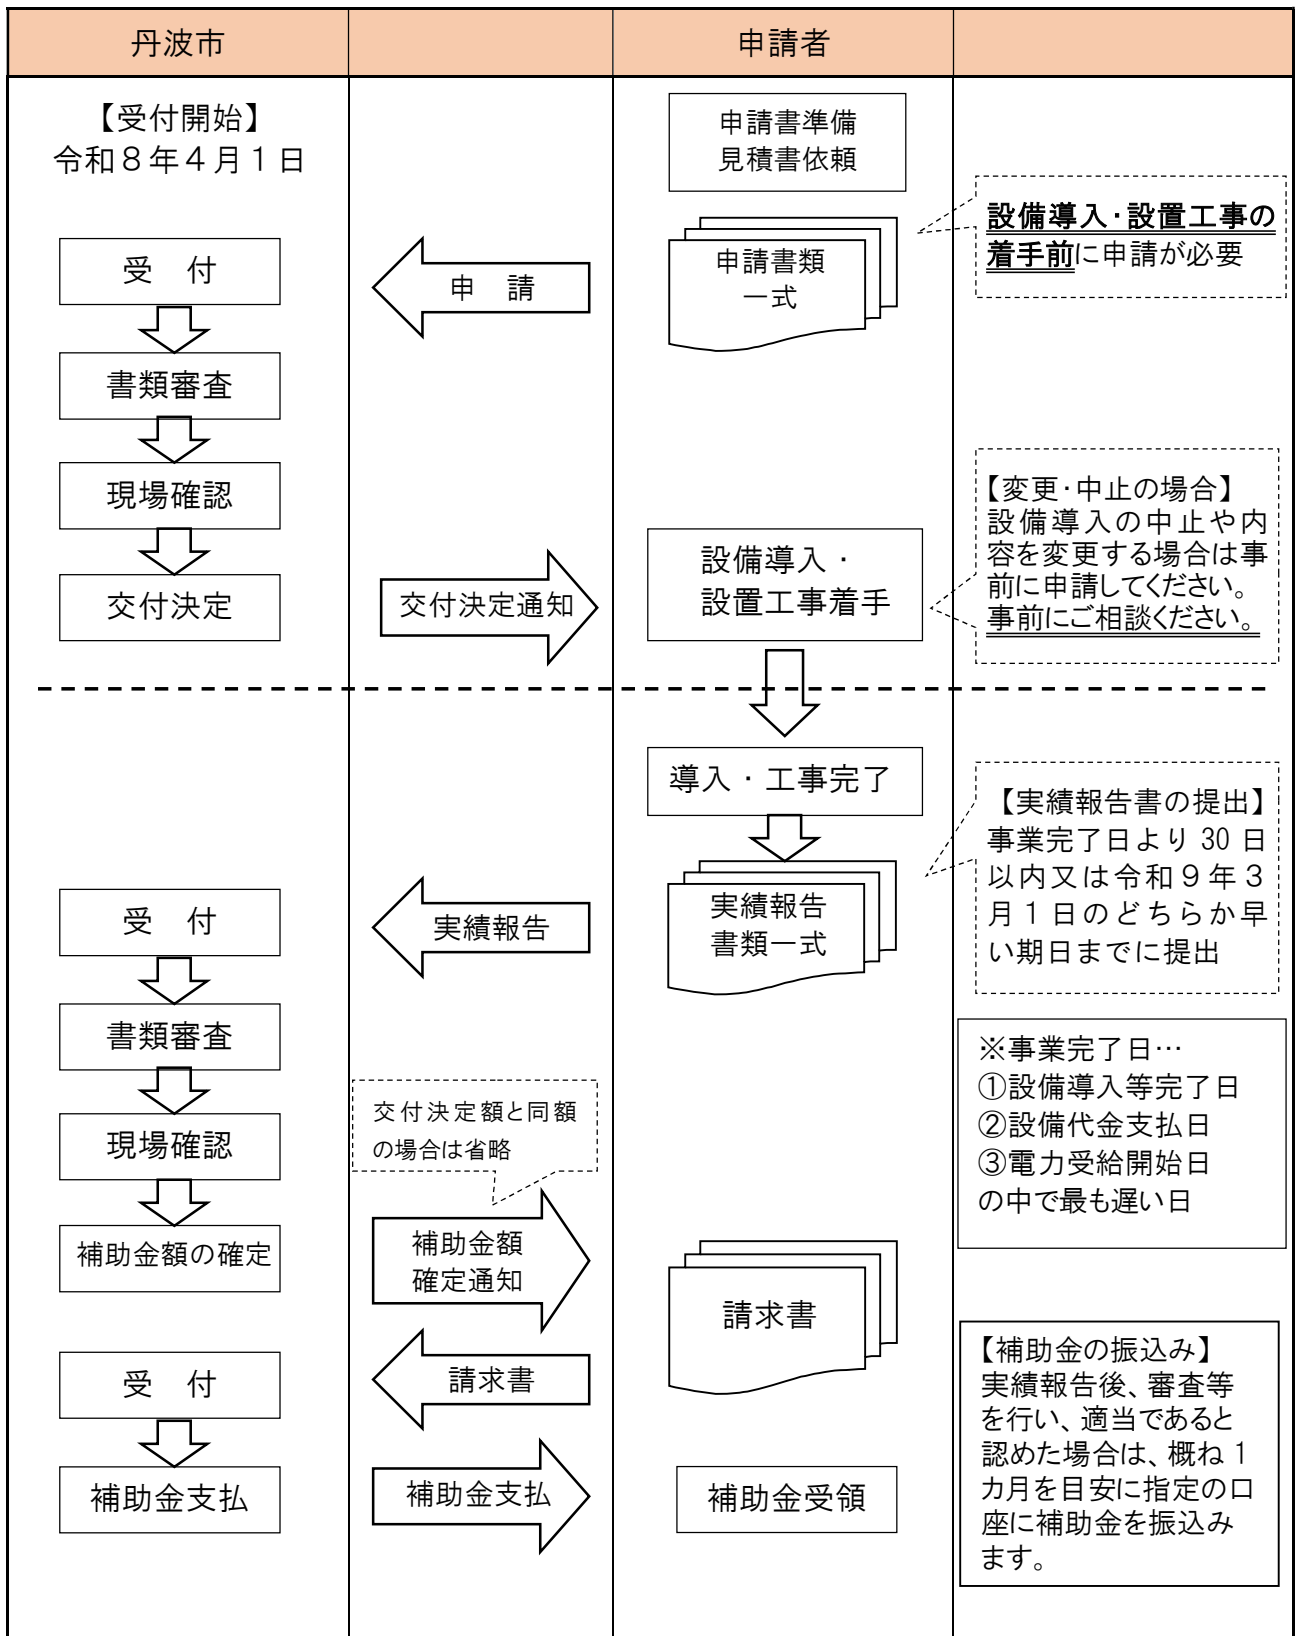 丹波市
申請者
【受付開始】
令和８年４月１日
申請書準備
見積書依頼
設備導入・設置工事の
着手前に申請が必要
申請書類
一式
申　請
受　付
書類審査
現場確認
交付決定
交付決定通知
設備導入・
設置工事着手
【変更・中止の場合】
設備導入の中止や内
容を変更する場合は事
前に申請してください。
事前にご相談ください。
導入・工事完了
【実績報告書の提出】
事業完了日より 30 日
以内又は令和９年３
月１日のどちらか早
い期日までに提出
実績報告
書類一式
実績報告
受　付
書類審査
現場確認
補助金額の確定
交付決定額と同額
の場合は省略
補助金額
確定通知
※事業完了日…
①設備導入等完了日
②設備代金支払日
③電力受給開始日
の中で最も遅い日
請求書
請求書
受　付
補助金支払
補助金支払
補助金受領
【補助金の振込み】
実績報告後、審査等
を行い、適当であると
認めた場合は、概ね１
カ月を目安に指定の口
座に補助金を振込み
ます。